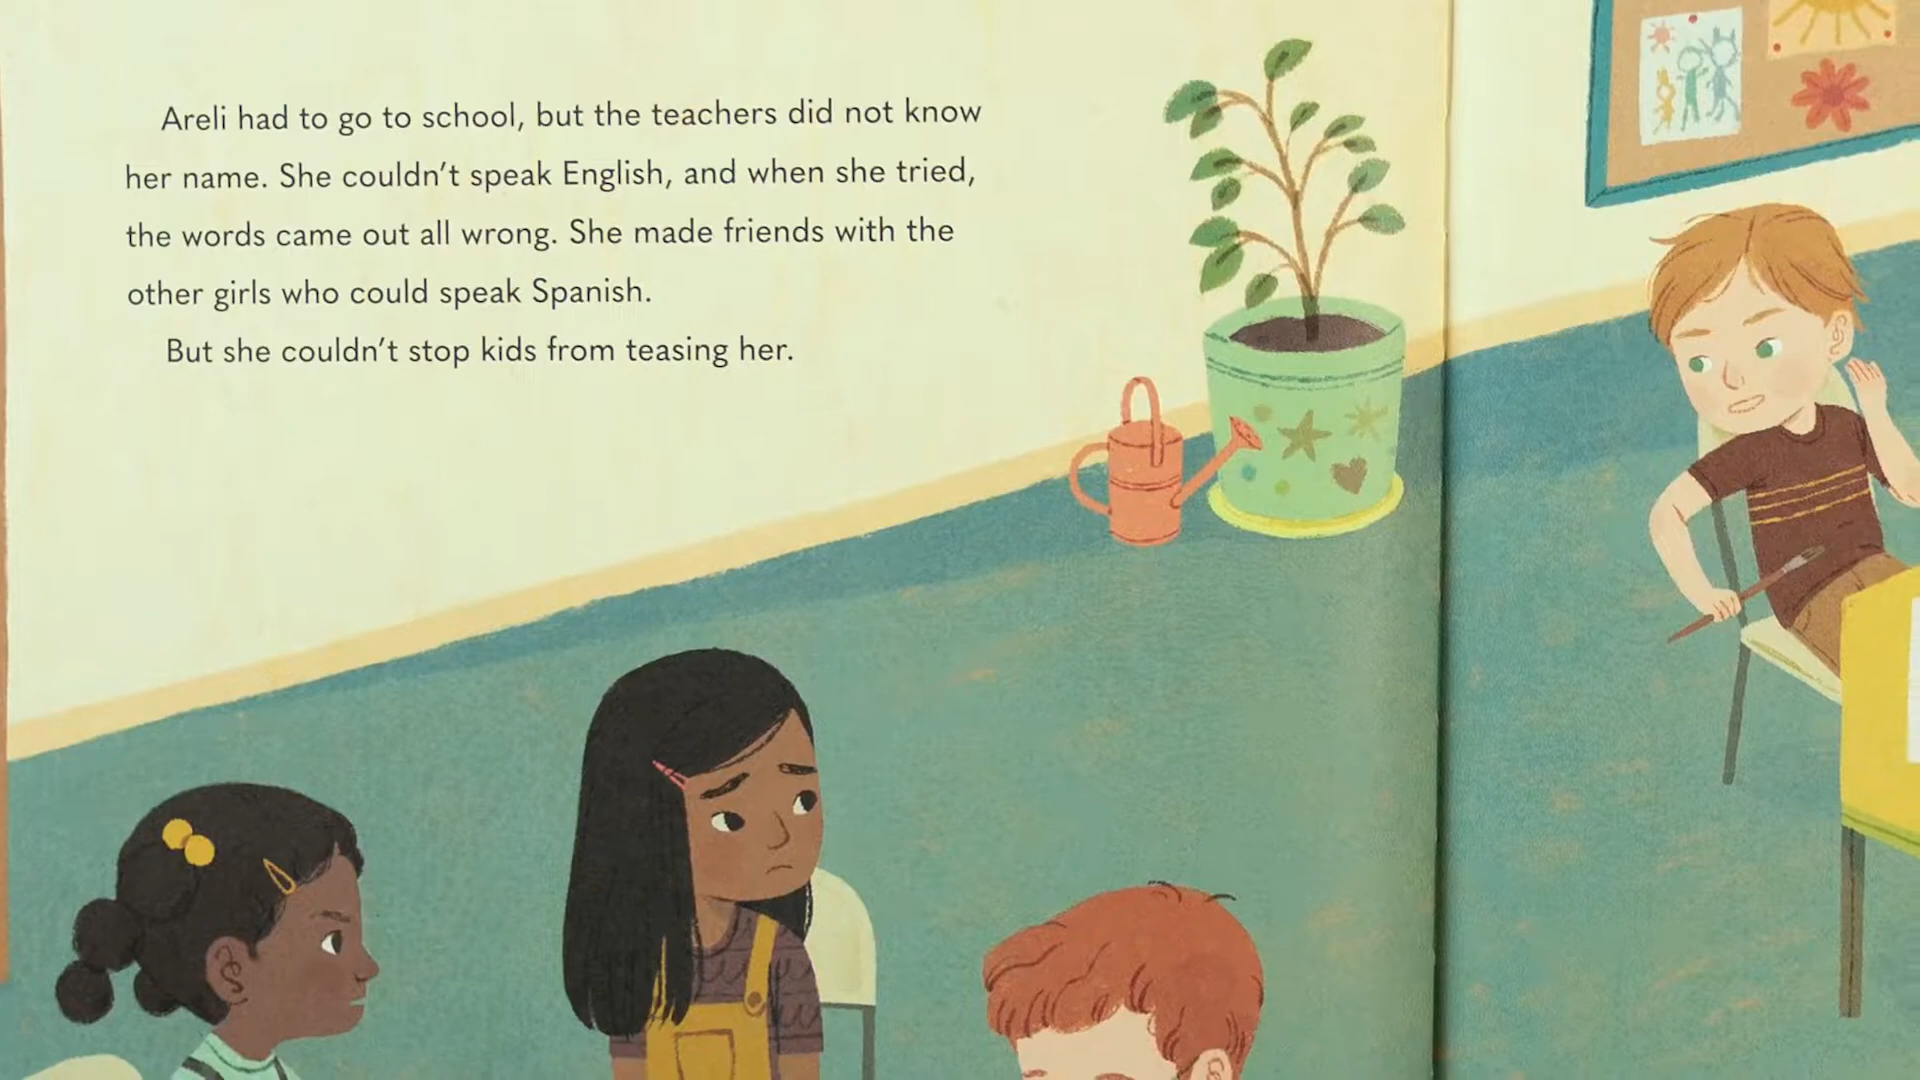 Areli had to go to school, but the teachers did not know
her name. She couldn't speak English, and when she tried,
the words came out all wrong. She made friends with the
other girls who could speak Spanish.
But she couldn't stop kids from teasing her.